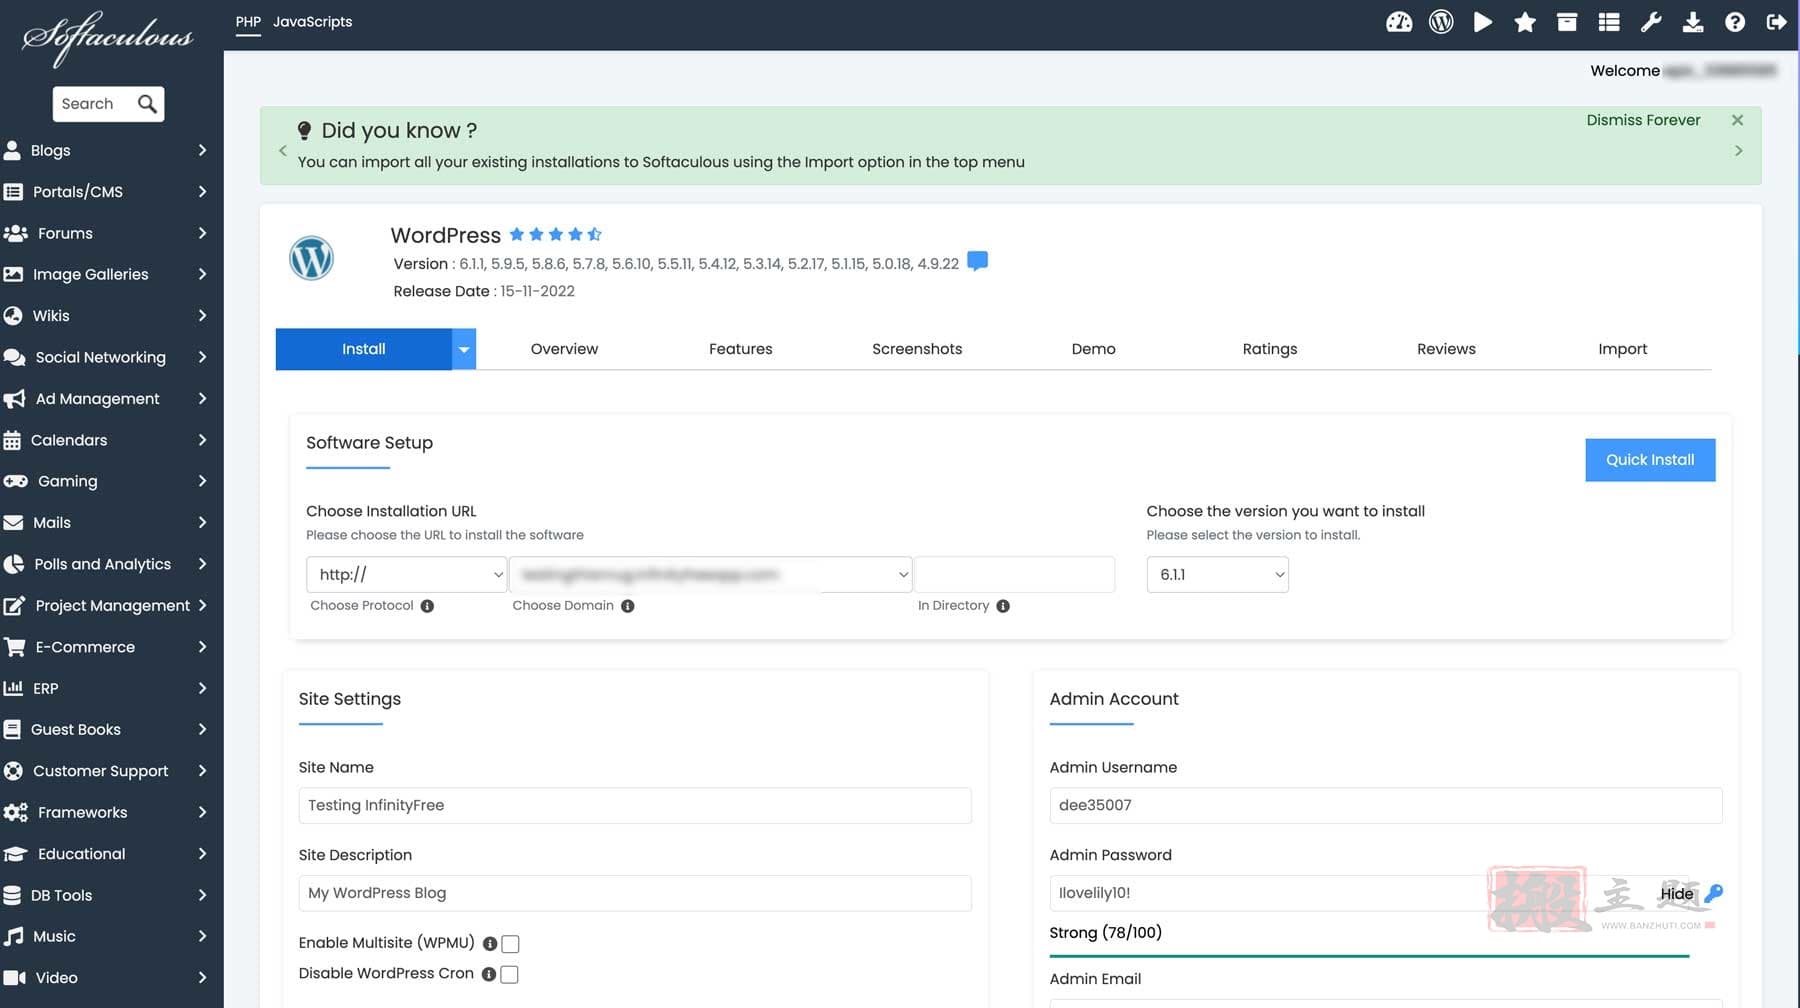 Softaculous
PHP JavaScripts
Welcome
Search
Blogs
Portals/CMS
Forums
Image Galleries
Wikis
Social Networking
Ad Management
Calendars
Gaming
Mails
Polls and Analytics
Project Management
E-Commerce
ERP
Guest Books
Customer Support
Frameworks
Educational
DB Tools
Music
Video
Did you know ?
Dismiss Forever
You can import all your existing installations to Softaculous using the Import option in the top menu
WordPress
Version : 6.1.1, 5.9.5, 5.8.6, 5.7.8, 5.6.10, 5.5.11, 5.4.12, 5.3.14, 5.2.17, 5.1.15, 5.0.18, 4.9.22
Release Date : 15-11-2022
Install Overview Features Screenshots Demo Ratings Reviews Import
Software Setup
Quick Install
Choose Installation URL
Please choose the URL to install the software
http://
Choose Protocol
Choose Domain
In Directory
Choose the version you want to install
Please select the version to install.
6.1.1
Site Settings
Site Name
Testing InfinityFree
Site Description
My WordPress Blog
Enable Multisite (WPMU)
Disable WordPress Cron
Admin Account
Admin Username
dee35007
Admin Password
Ilovelily10!
Hide
Strong (78/100)
Admin Email
搬主题
WWW.BANZHUTI.COM